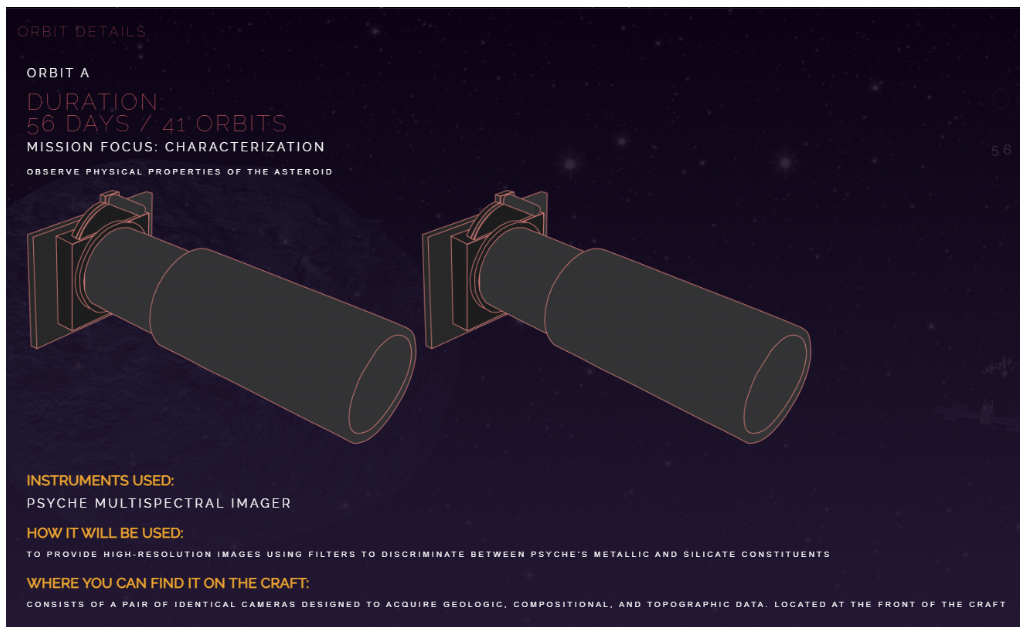 ORBIT DETAILS
ORBIT A
DURATION:
56 DAYS / 41 ORBITS
MISSION FOCUS: CHARACTERIZATION
56
OBSERVE PHYSICAL PROPERTIES OF THE ASTEROID
INSTRUMENTS USED:
PSYCHE MULTISPECTRAL IMAGER
HOW IT WILL BE USED:
TO PROVIDE HIGH-RESOLUTION IMAGES USING FILTERS TO DISCRIMINATE BETWEEN PSYCHE'S METALLIC AND SILICATE CONSTITUENTS
WHERE YOU CAN FIND IT ON THE CRAFT:
CONSISTS OF A PAIR OF IDENTICAL CAMERAS DESIGNED TO ACQUIRE GEOLOGIC, COMPOSITIONAL, AND TOPOGRAPHIC DATA. LOCATED AT THE FRONT OF THE CRAFT